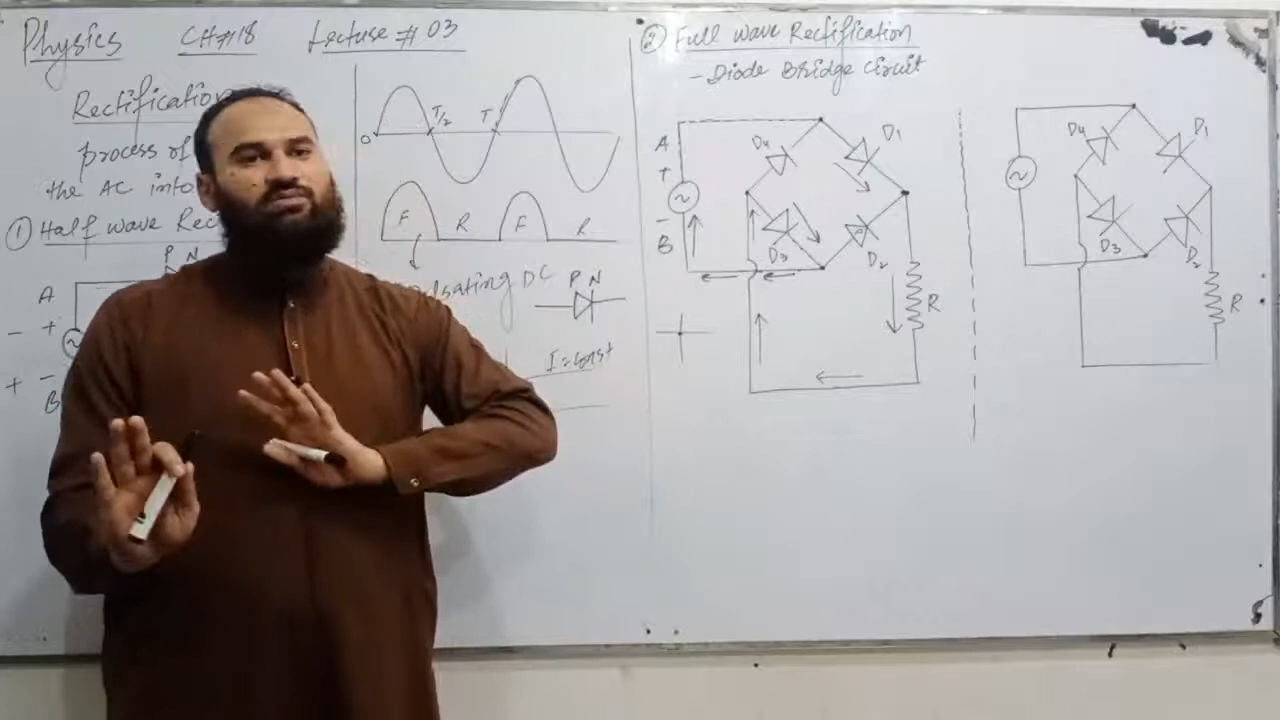 Physics CH#18 Lecture # 03
Rectification
process of
the AC into
① Half wave Rec
P N
A
- +
~
+ -
B
0 T/2 T
F R F R
Pulsating DC
P N
I=const
② Full wave Rectification
- Diode Bridge Circuit
A
+
~
-
B
D4 D1
D3 D2
R
~
D4 D1
D3 D2
R